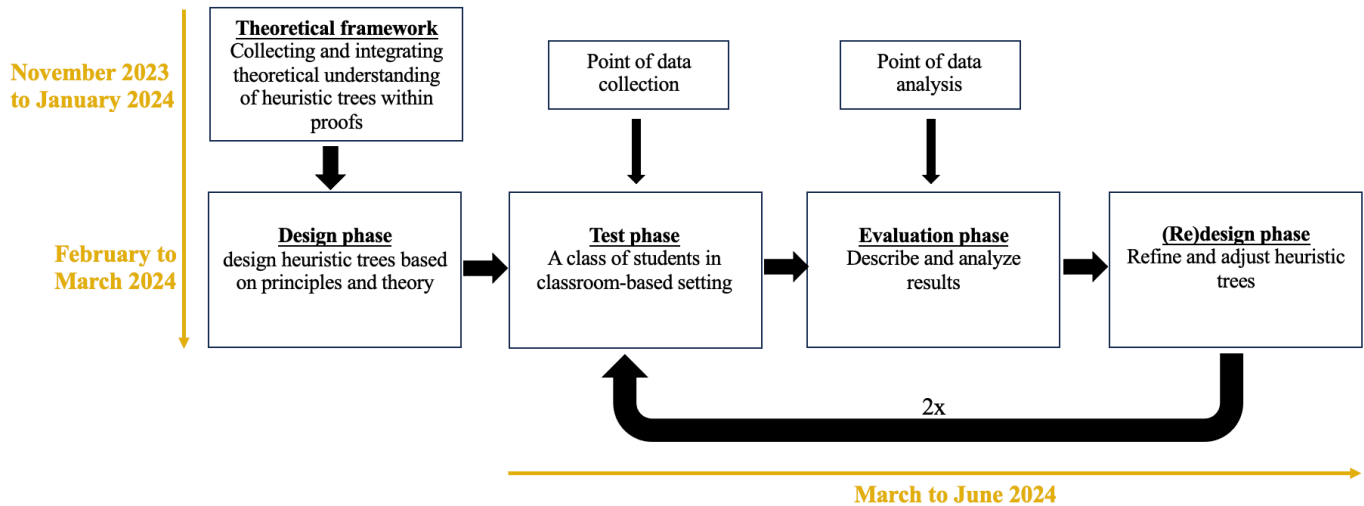 November 2023
to January 2024
Theoretical framework
Collecting and integrating
theoretical understanding
of heuristic trees within
proofs
Point of data
collection
Point of data
analysis
February to
March 2024
Design phase
design heuristic trees based
on principles and theory
Test phase
A class of students in
classroom-based setting
Evaluation phase
Describe and analyze
results
(Re)design phase
Refine and adjust heuristic
trees
2x
March to June 2024